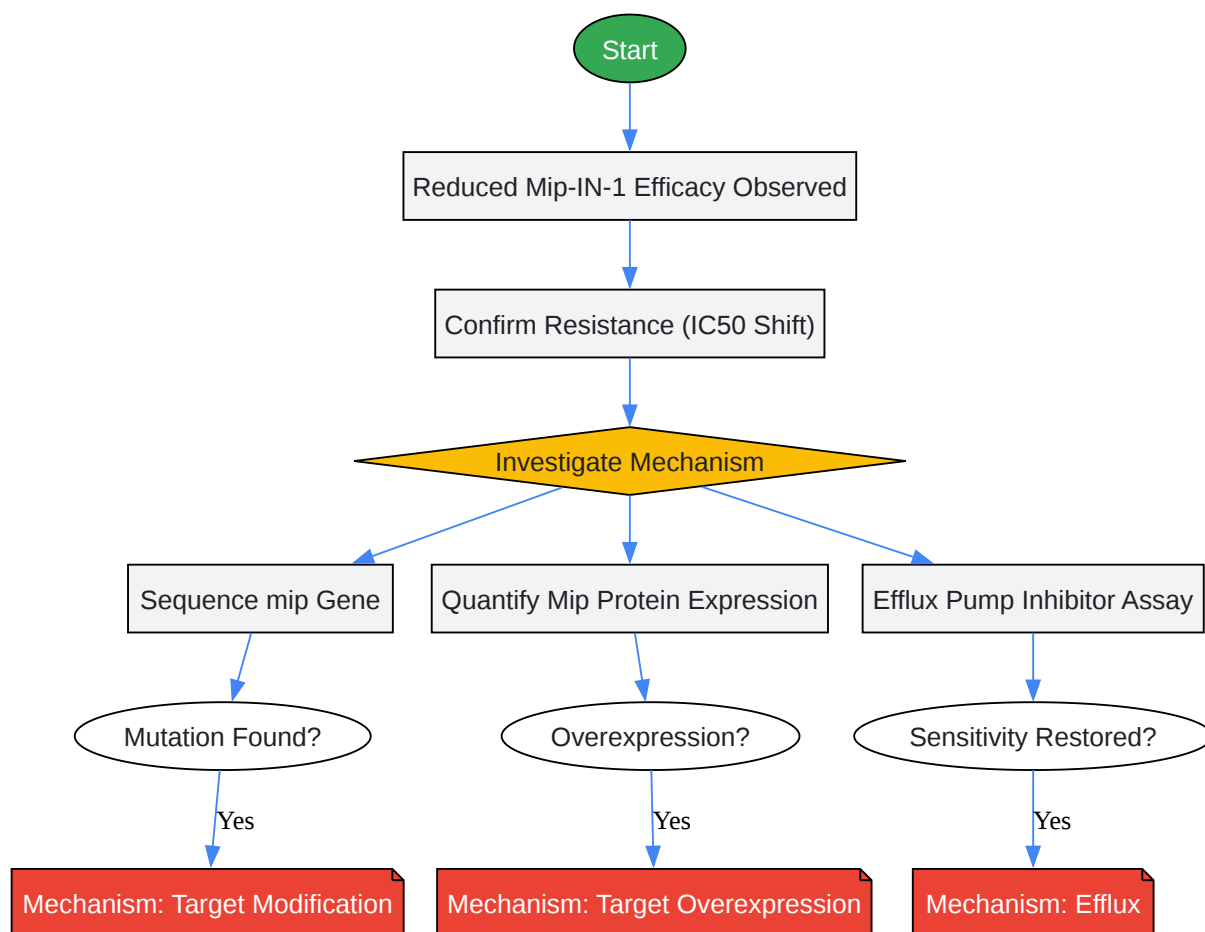 Start
Reduced Mip-IN-1 Efficacy Observed
Confirm Resistance (IC50 Shift)
Investigate Mechanism
Sequence mip Gene
Quantify Mip Protein Expression
Efflux Pump Inhibitor Assay
Mutation Found?
Overexpression?
Sensitivity Restored?
Yes
Yes
Yes
Mechanism: Target Modification
Mechanism: Target Overexpression
Mechanism: Efflux